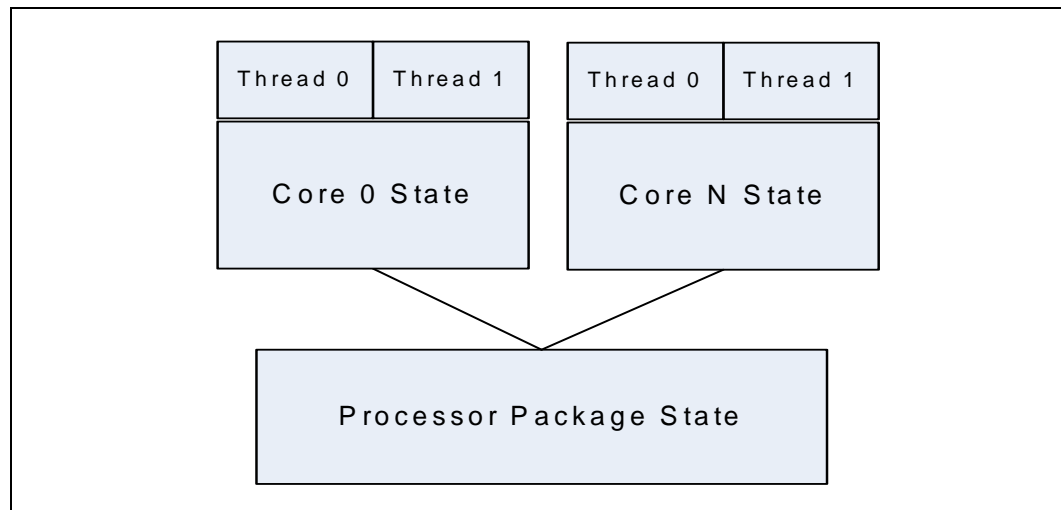 Thread 0 Thread 1 Thread 0 Thread 1
Core 0 State Core N State
Processor Package State